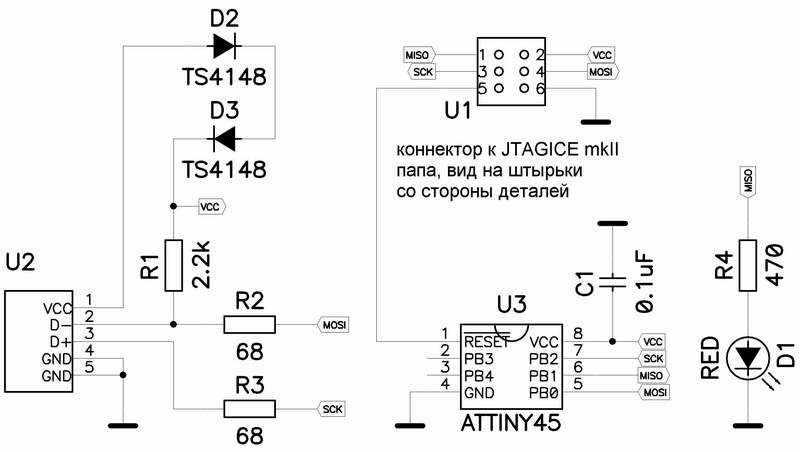 D2
TS4148
D3
TS4148
VCC
R1
2.2k
U2
VCC 1
D- 2
D+ 3
GND 4
GND 5
R2
68
MOSI
R3
68
SCK
MISO 1 2 VCC
SCK 3 4 MOSI
5 6
U1
коннектор к JTAGICE mkII
папа, вид на штырьки
со стороны деталей
C1
0.1uF
U3
1 RESET VCC 8 VCC
2 PB3 PB2 7 SCK
3 PB4 PB1 6 MISO
4 GND PB0 5 MOSI
ATTINY45
MISO
R4
470
RED
D1